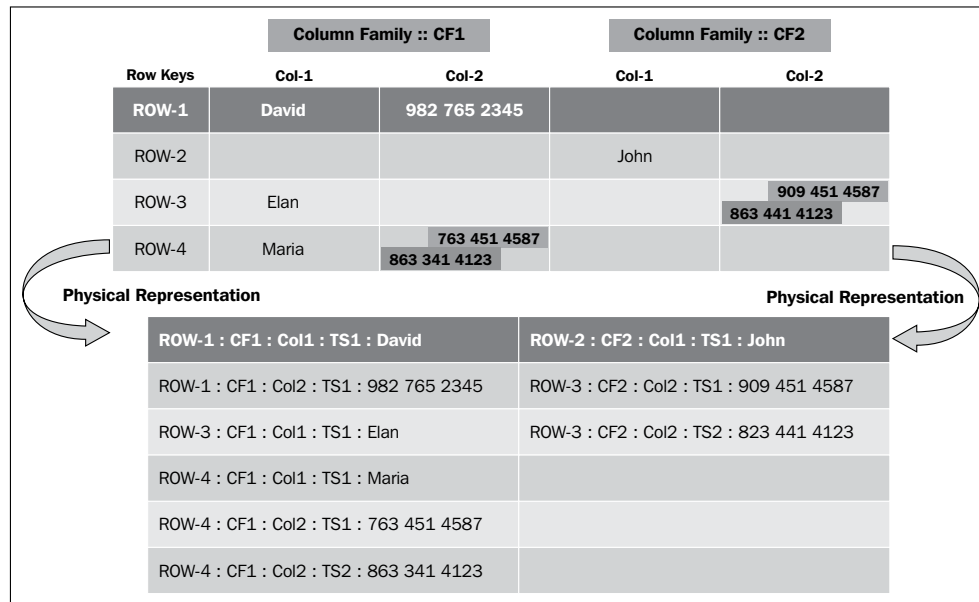 Column Family :: CF1 Column Family :: CF2
Row Keys Col-1 Col-2 Col-1 Col-2
ROW-1 David 982 765 2345
ROW-2 John
ROW-3 Elan 909 451 4587
863 441 4123
ROW-4 Maria 763 451 4587
863 341 4123
Physical Representation Physical Representation
ROW-1 : CF1 : Col1 : TS1 : David ROW-2 : CF2 : Col1 : TS1 : John
ROW-1 : CF1 : Col2 : TS1 : 982 765 2345 ROW-3 : CF2 : Col2 : TS1 : 909 451 4587
ROW-3 : CF1 : Col1 : TS1 : Elan ROW-3 : CF2 : Col2 : TS2 : 823 441 4123
ROW-4 : CF1 : Col1 : TS1 : Maria
ROW-4 : CF1 : Col2 : TS1 : 763 451 4587
ROW-4 : CF1 : Col2 : TS2 : 863 341 4123